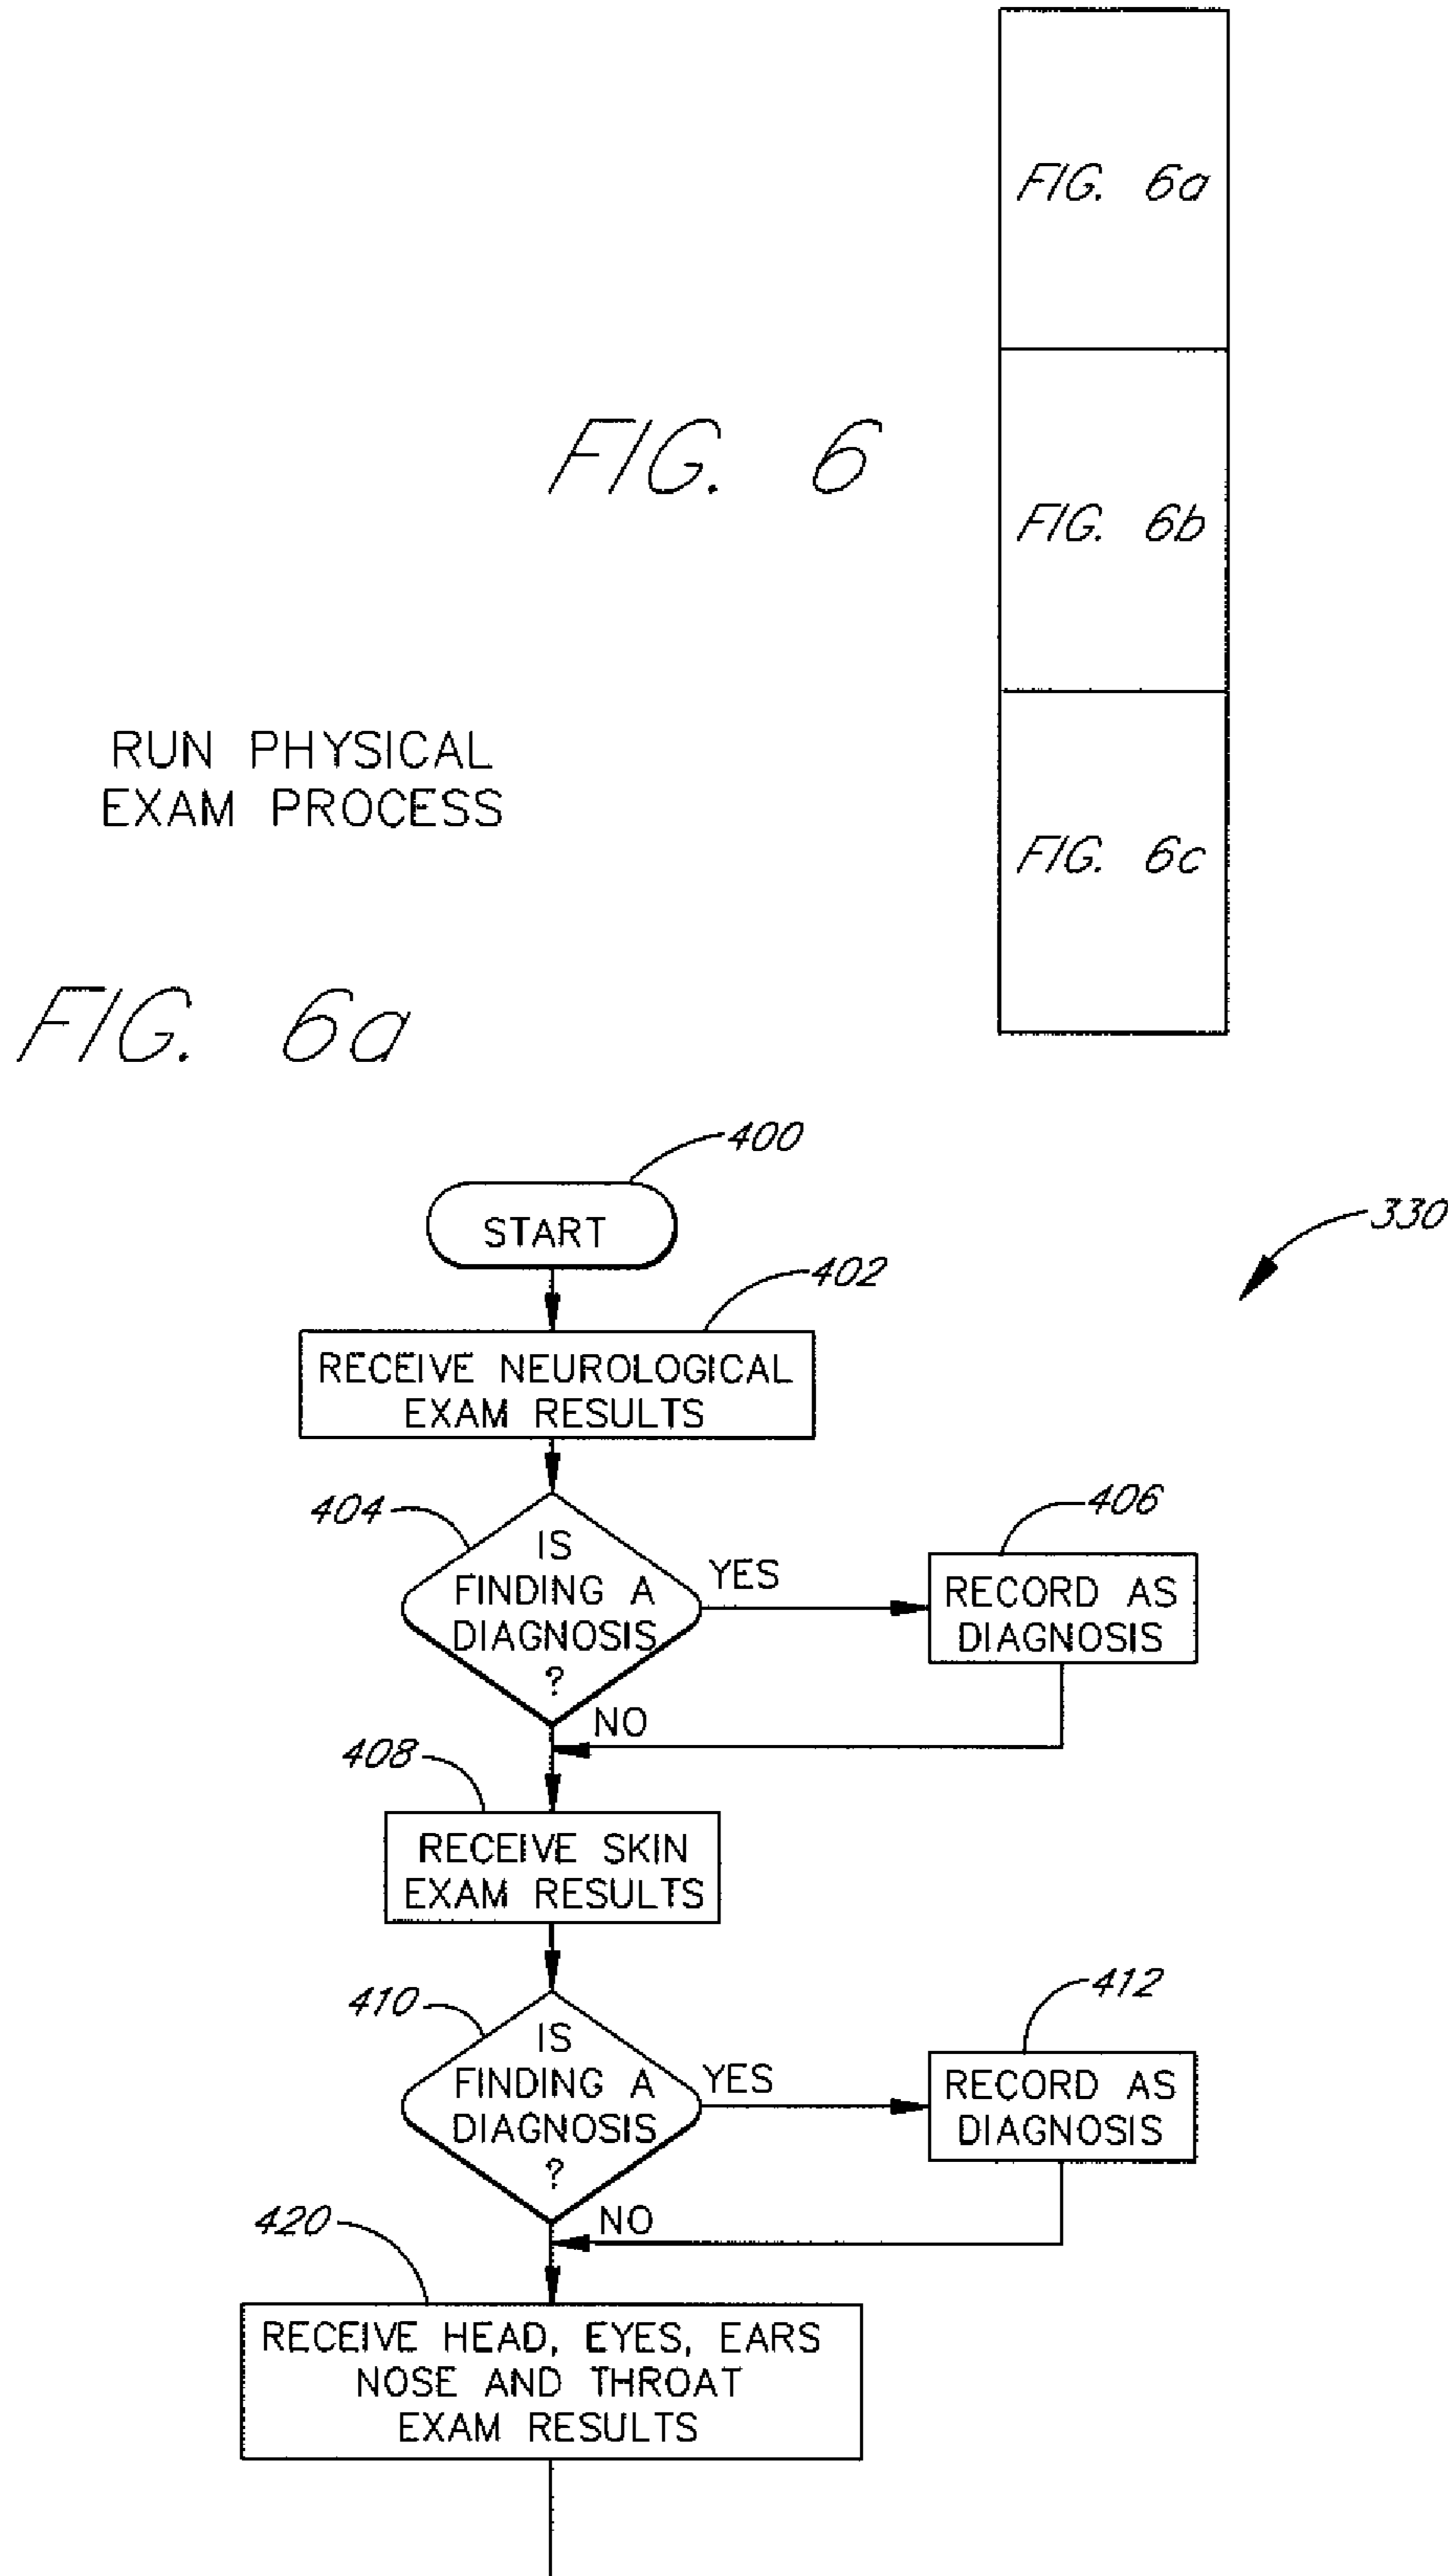 FIG. 6a
FIG. 6
FIG. 6b
RUN PHYSICAL
EXAM PROCESS
FIG. 6c
FIG. 6a
400
START
330
402
RECEIVE NEUROLOGICAL
EXAM RESULTS
404
IS
FINDING A
DIAGNOSIS
?
YES
406
RECORD AS
DIAGNOSIS
NO
408
RECEIVE SKIN
EXAM RESULTS
410
IS
FINDING A
DIAGNOSIS
?
YES
412
RECORD AS
DIAGNOSIS
NO
420
RECEIVE HEAD, EYES, EARS
NOSE AND THROAT
EXAM RESULTS